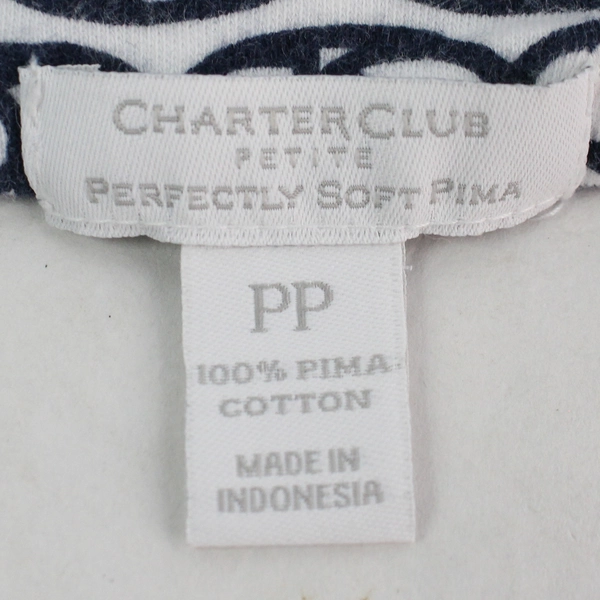 CHARTER CLUB
PETITE
PERFECTLY SOFT PIMA
PP
100% PIMA
COTTON
MADE IN
INDONESIA